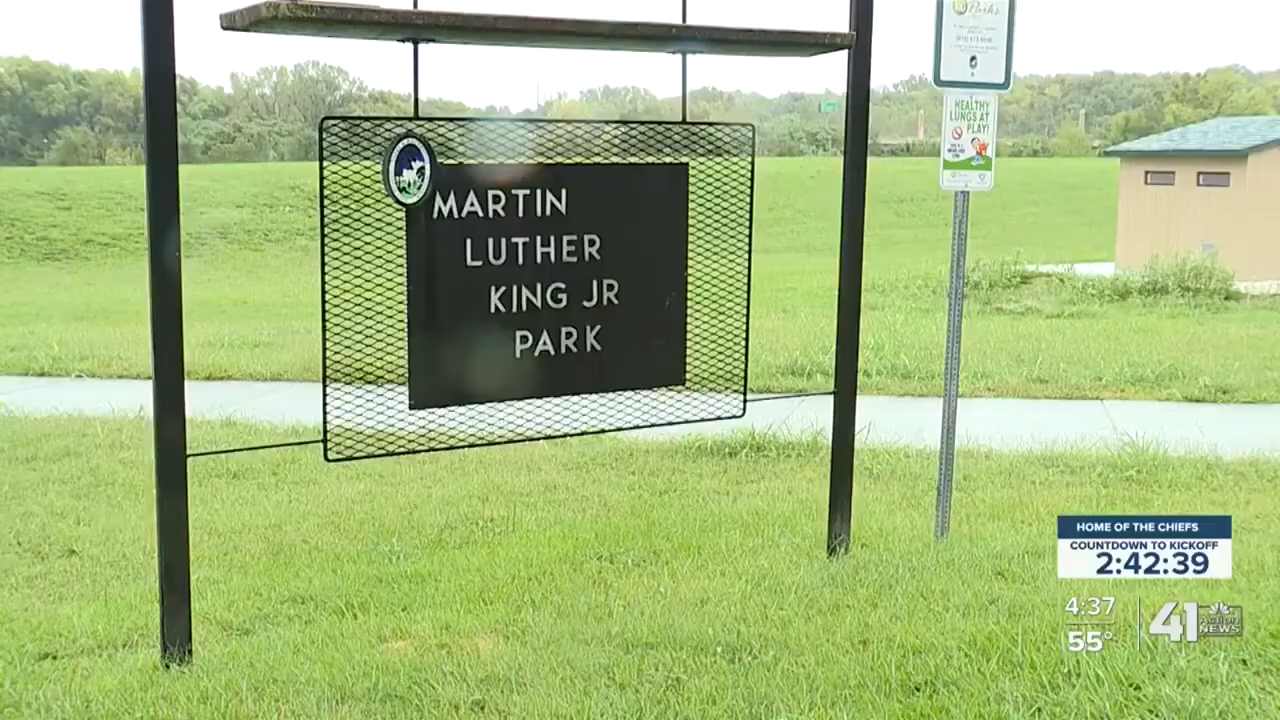 Parks
MARTIN
LUTHER
KING JR
PARK
HEALTHY
LUNGS AT
PLAY!
HOME OF THE CHIEFS
COUNTDOWN TO KICKOFF
2:42:39
4:37
55°
41 Action NEWS